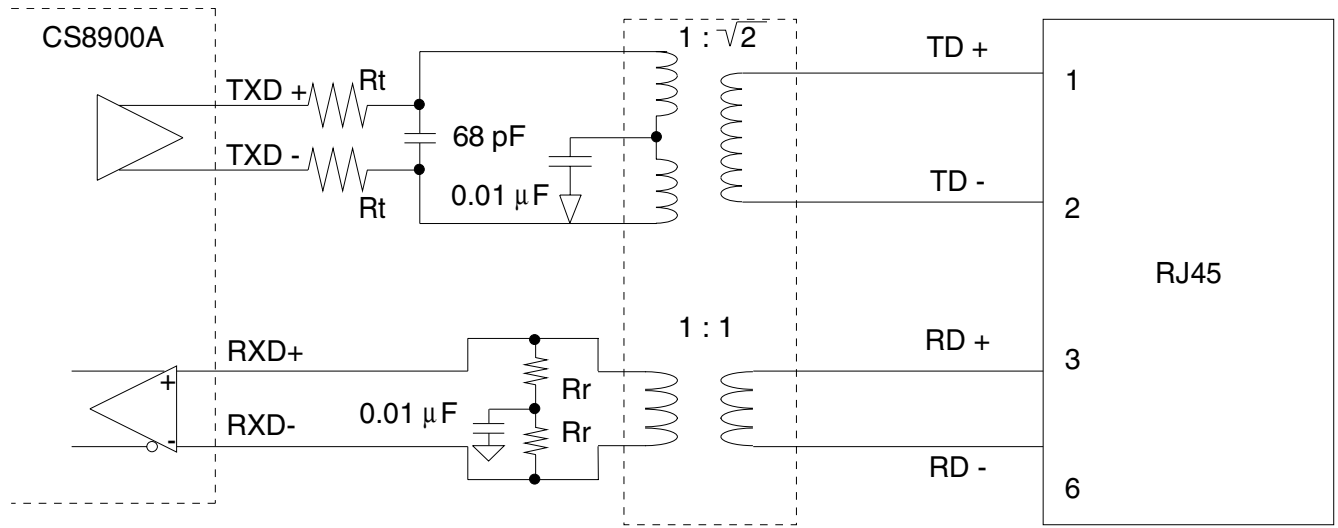 CS8900A
1 : √2
TD +
TXD +
Rt
1
68 pF
TXD -
Rt
0.01 µF
TD -
2
RJ45
1 : 1
RXD+
RD +
3
+
Rr
0.01 µF
RXD-
-
Rr
RD -
6